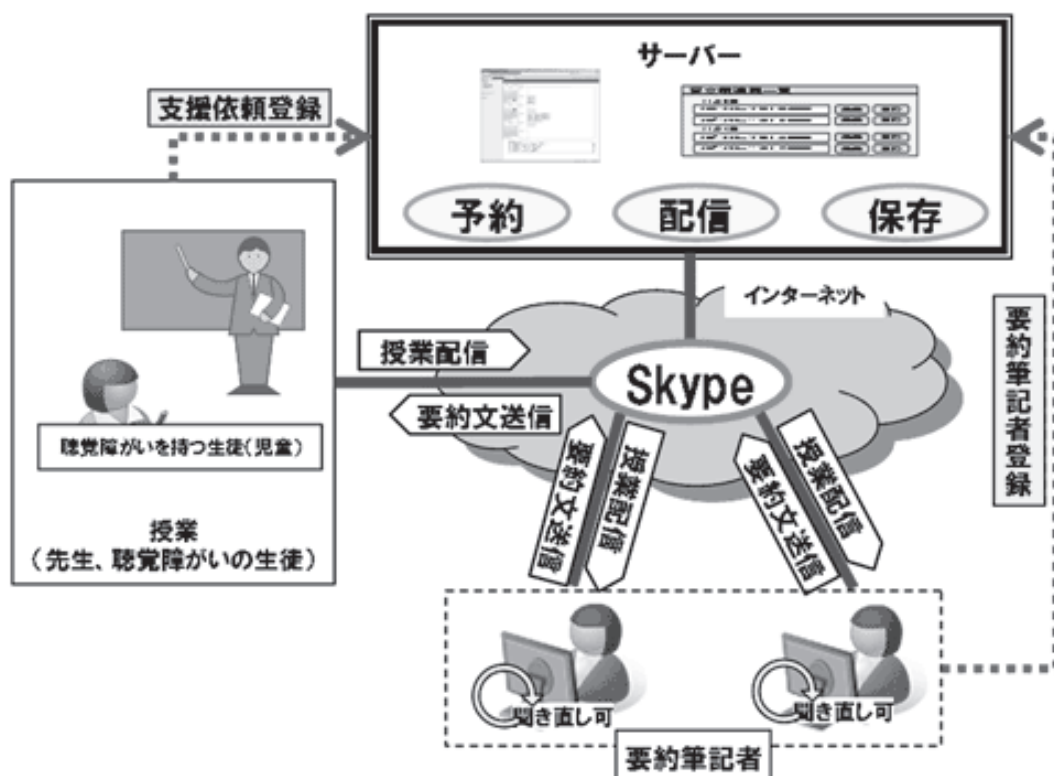 サーバー
支援依頼登録
予約
配信
保存
インターネット
授業配信
Skype
要約文送信
聴覚障がいを持つ生徒(児童)
授業
(先生、聴覚障がいの生徒)
要約文送信
授業配信
要約文送信
授業配信
要約筆記者登録
聞き直し可
聞き直し可
要約筆記者